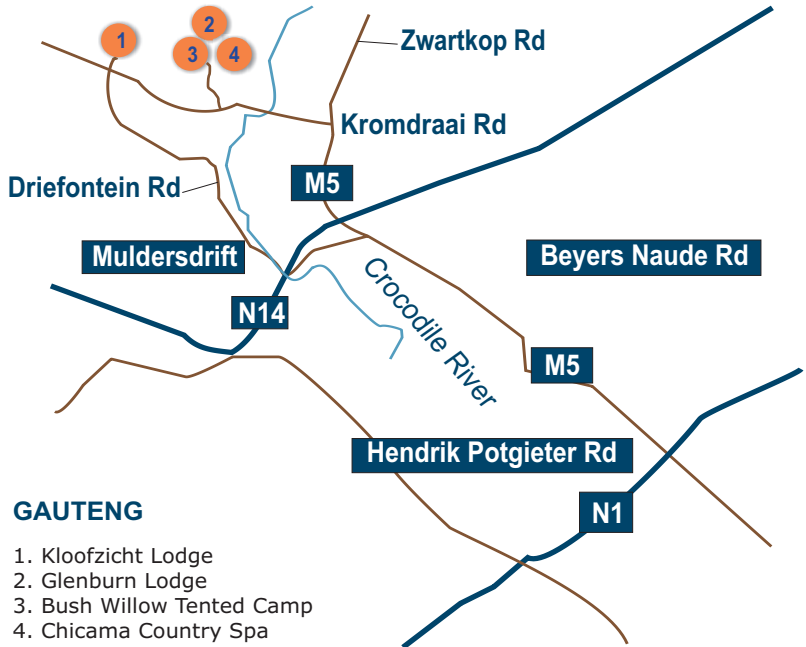 2
1
3
4
Zwartkop Rd
Kromdraai Rd
M5
Driefontein Rd
Muldersdrift
Beyers Naude Rd
Crocodile River
N14
M5
Hendrik Potgieter Rd
N1
GAUTENG
1. Kloofzicht Lodge
2. Glenburn Lodge
3. Bush Willow Tented Camp
4. Chicama Country Spa